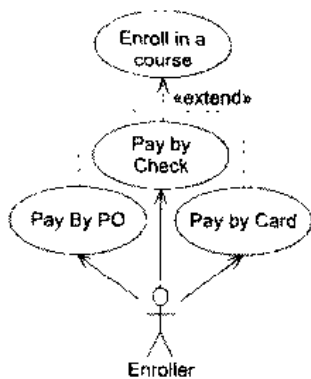 Enroll in a
course
«extend»
Pay by
Check
Pay By PO
Pay by Card
Enroller